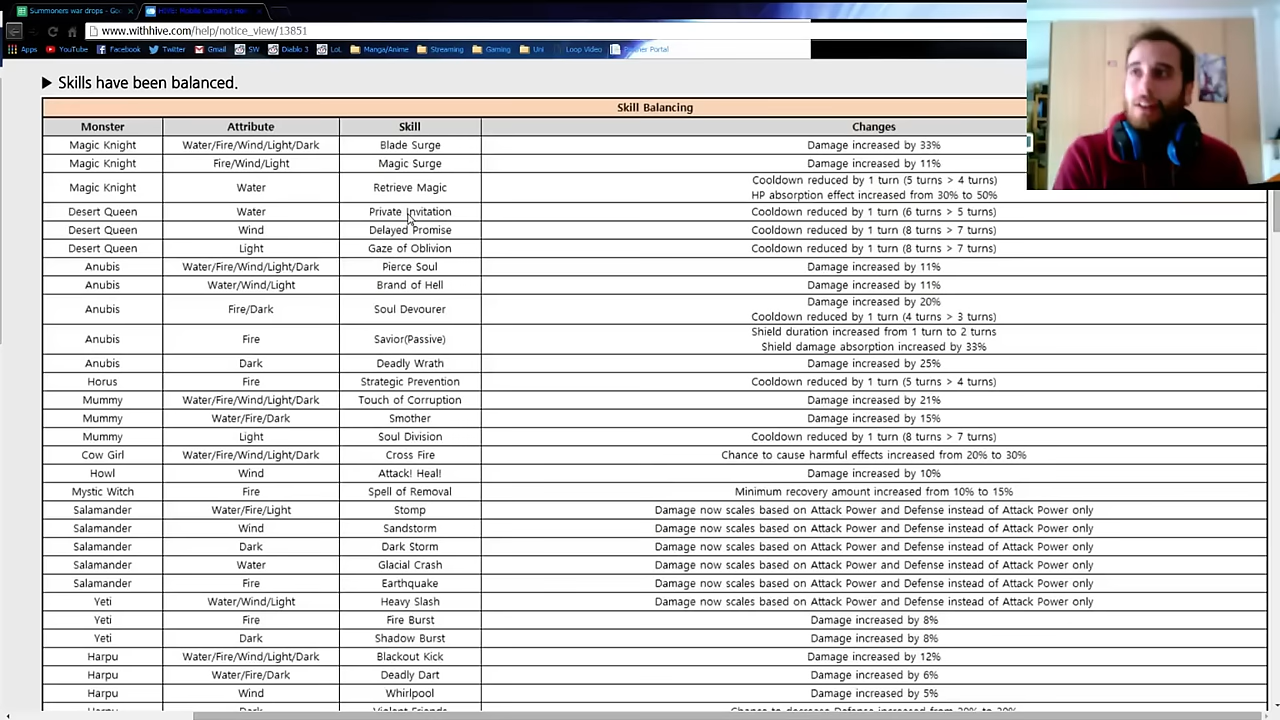 Summoners war drops - Goo
www.withhive.com/help/notice_view/13851
Apps YouTube Facebook Twitter Gmail SW Diablo 3 LoL Manga/Anime Streaming Gaming Uni Loop Video Portal
▶ Skills have been balanced.
Skill Balancing
Monster Attribute Skill Changes
Magic Knight Water/Fire/Wind/Light/Dark Blade Surge Damage increased by 33%
Magic Knight Fire/Wind/Light Magic Surge Damage increased by 11%
Magic Knight Water Retrieve Magic Cooldown reduced by 1 turn (5 turns > 4 turns)
HP absorption effect increased from 30% to 50%
Desert Queen Water Private Invitation Cooldown reduced by 1 turn (6 turns > 5 turns)
Desert Queen Wind Delayed Promise Cooldown reduced by 1 turn (8 turns > 7 turns)
Desert Queen Light Gaze of Oblivion Cooldown reduced by 1 turn (8 turns > 7 turns)
Anubis Water/Fire/Wind/Light/Dark Pierce Soul Damage increased by 11%
Anubis Water/Wind/Light Brand of Hell Damage increased by 11%
Anubis Fire/Dark Soul Devourer Damage increased by 20%
Cooldown reduced by 1 turn (4 turns > 3 turns)
Anubis Fire Savior(Passive) Shield duration increased from 1 turn to 2 turns
Shield damage absorption increased by 33%
Anubis Dark Deadly Wrath Damage increased by 25%
Horus Fire Strategic Prevention Cooldown reduced by 1 turn (5 turns > 4 turns)
Mummy Water/Fire/Wind/Light/Dark Touch of Corruption Damage increased by 21%
Mummy Water/Fire/Dark Smother Damage increased by 15%
Mummy Light Soul Division Cooldown reduced by 1 turn (8 turns > 7 turns)
Cow Girl Water/Fire/Wind/Light/Dark Cross Fire Chance to cause harmful effects increased from 20% to 30%
Howl Wind Attack! Heal! Damage increased by 10%
Mystic Witch Fire Spell of Removal Minimum recovery amount increased from 10% to 15%
Salamander Water/Fire/Light Stomp Damage now scales based on Attack Power and Defense instead of Attack Power only
Salamander Wind Sandstorm Damage now scales based on Attack Power and Defense instead of Attack Power only
Salamander Dark Dark Storm Damage now scales based on Attack Power and Defense instead of Attack Power only
Salamander Water Glacial Crash Damage now scales based on Attack Power and Defense instead of Attack Power only
Salamander Fire Earthquake Damage now scales based on Attack Power and Defense instead of Attack Power only
Yeti Water/Wind/Light Heavy Slash Damage now scales based on Attack Power and Defense instead of Attack Power only
Yeti Fire Fire Burst Damage increased by 8%
Yeti Dark Shadow Burst Damage increased by 8%
Harpu Water/Fire/Wind/Light/Dark Blackout Kick Damage increased by 12%
Harpu Water/Fire/Dark Deadly Dart Damage increased by 6%
Harpu Wind Whirlpool Damage increased by 5%